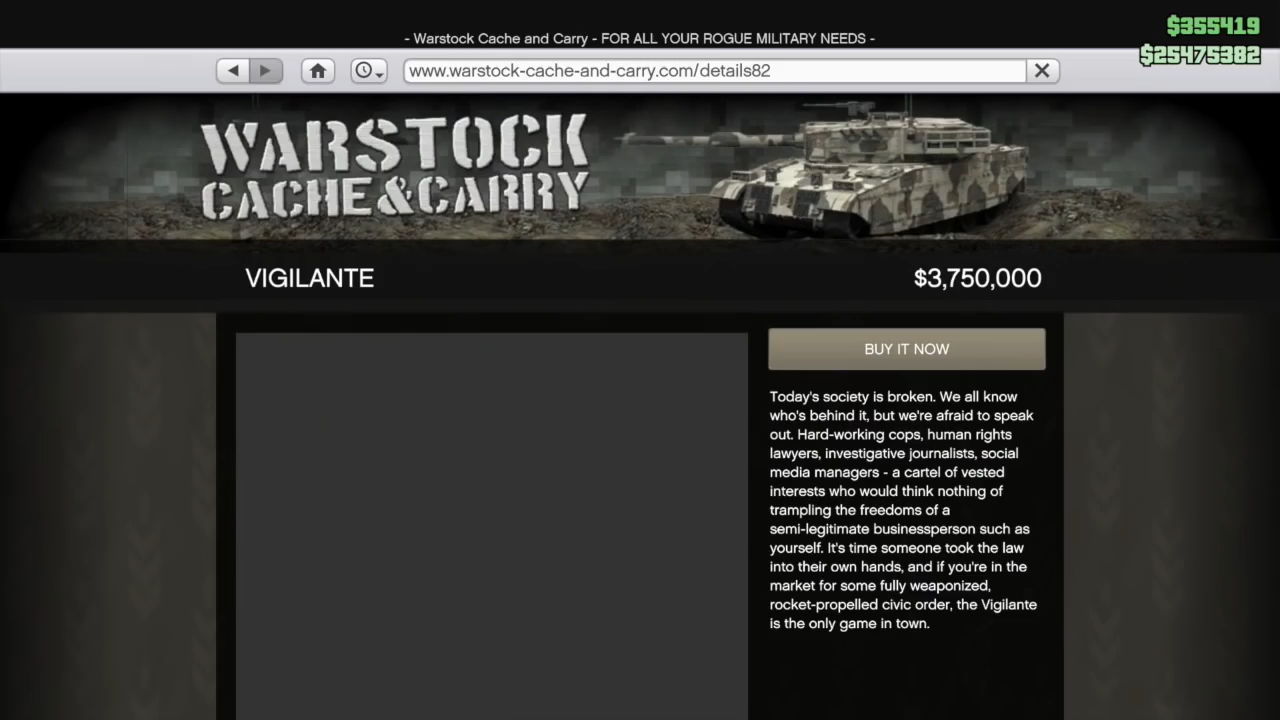 - Warstock Cache and Carry - FOR ALL YOUR ROGUE MILITARY NEEDS -
$355419
$25475382
www.warstock-cache-and-carry.com/details82
WARSTOCK
CACHE&CARRY
VIGILANTE
$3,750,000
BUY IT NOW
Today's society is broken. We all know
who's behind it, but we're afraid to speak
out. Hard-working cops, human rights
lawyers, investigative journalists, social
media managers - a cartel of vested
interests who would think nothing of
trampling the freedoms of a
semi-legitimate businessperson such as
yourself. It's time someone took the law
into their own hands, and if you're in the
market for some fully weaponized,
rocket-propelled civic order, the Vigilante
is the only game in town.